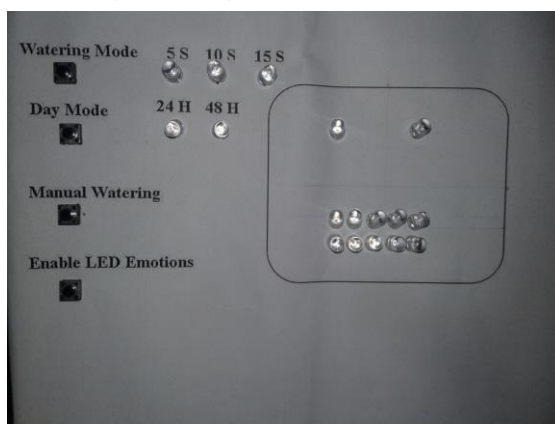 Watering Mode 5 S 10 S 15 S
Day Mode 24 H 48 H
Manual Watering
Enable LED Emotions